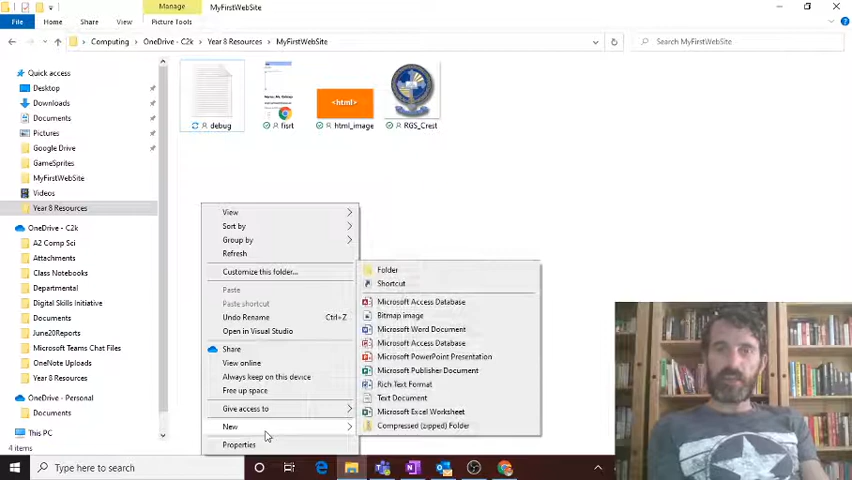 Manage
MyFirstWebSite
File
Home
Share
View
Picture Tools
Computing
OneDrive - C2k
Year 8 Resources
MyFirstWebSite
Search MyFirstWebSite
Quick access
Desktop
Downloads
Documents
Pictures
Google Drive
GameSprites
MyFirstWebSite
Videos
Year 8 Resources
OneDrive - C2k
A2 Comp Sci
Attachments
Class Notebooks
Departmental
Digital Skills Initiative
Documents
June20Reports
Microsoft Teams Chat Files
OneNote Uploads
Year 8 Resources
OneDrive - Personal
Documents
This PC
4 items
<html>
debug
fisrt
html_image
RGS_Crest
View
Sort by
Group by
Refresh
Customize this folder...
Paste
Paste shortcut
Undo Rename Ctrl+Z
Open in Visual Studio
Share
View online
Always keep on this device
Free up space
Give access to
New
Properties
Folder
Shortcut
Microsoft Access Database
Bitmap image
Microsoft Word Document
Microsoft Access Database
Microsoft PowerPoint Presentation
Microsoft Publisher Document
Rich Text Format
Text Document
Microsoft Excel Worksheet
Compressed (zipped) Folder
Type here to search